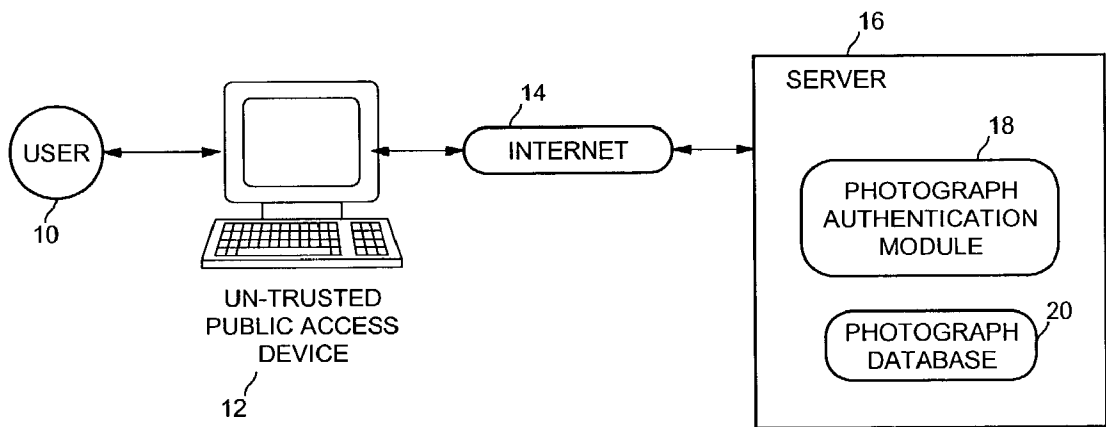 16
SERVER
14
INTERNET
USER
10
18
PHOTOGRAPH
AUTHENTICATION
MODULE
UN-TRUSTED
PUBLIC ACCESS
DEVICE
12
20
PHOTOGRAPH
DATABASE